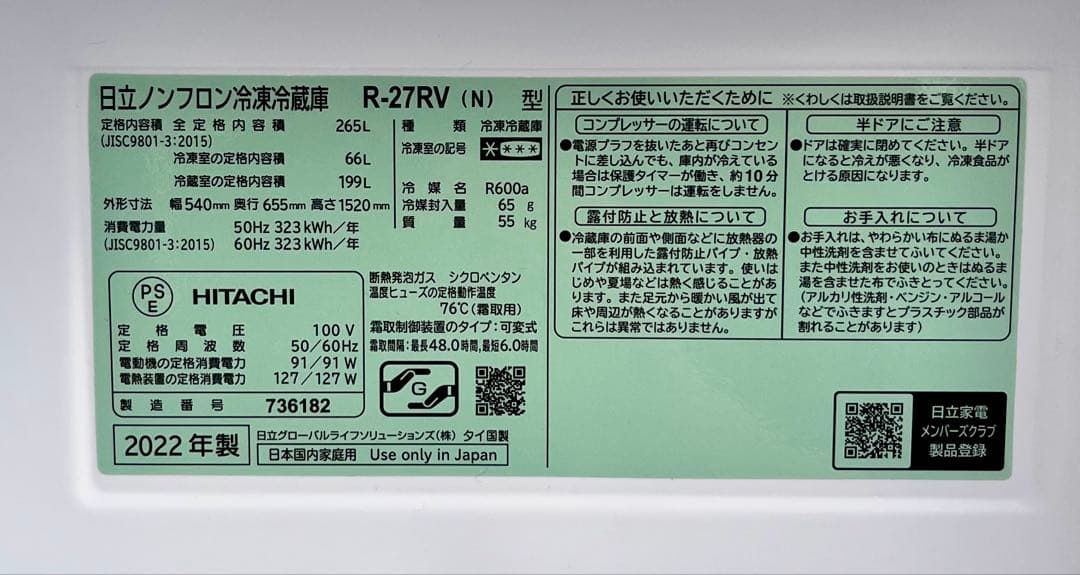 日立ノンフロン冷凍冷蔵庫 R-27RV (N) 型
定格内容積 全定格内容積 265L
(JISC9801-3:2015)
冷凍室の定格内容積 66L
冷蔵室の定格内容積 199L
外形寸法 幅540mm 奥行655mm 高さ1520mm
消費電力量 50Hz 323kWh/年
(JISC9801-3:2015) 60Hz 323kWh/年
種類 冷凍冷蔵庫
冷凍室の記号 ****
冷媒名 R600a
冷媒封入量 65 g
質量 55 kg
PS
E
HITACHI
定格電圧 100V
定格周波数 50/60Hz
電動機の定格消費電力 91/91W
電熱装置の定格消費電力 127/127W
製造番号 736182
断熱発泡ガス シクロペンタン
温度ヒューズの定格動作温度
76℃(霜取用)
霜取制御装置のタイプ:可変式
霜取間隔:最長48.0時間,最短6.0時間
G
2022年製
日立グローバルライフソリューションズ(株) タイ国製
日本国内家庭用 Use only in Japan
正しくお使いいただくために ※くわしくは取扱説明書をご覧ください。
コンプレッサーの運転について
●電源プラグを抜いたあと再びコンセン
トに差し込んでも、庫内が冷えている
場合は保護タイマーが働き、約10分
間コンプレッサーは運転をしません。
露付防止と放熱について
●冷蔵庫の前面や側面などに放熱器の
一部を利用した露付防止パイプ・放熱
パイプが組み込まれています。使いは
じめや夏場などは熱く感じることがあ
ります。また足元から暖かい風が出て
床や周辺が熱くなることがありますが
これらは異常ではありません。
半ドアにご注意
●ドアは確実に閉めてください。半ドア
になると冷えが悪くなり、冷凍食品が
とける原因になります。
お手入れについて
●お手入れは、やわらかい布にぬるま湯か
中性洗剤を含ませてふいてください。
また中性洗剤をお使いのときはぬるま
湯を含ませた布でふきとってください。
(アルカリ性洗剤・ベンジン・アルコール
などでふきますとプラスチック部品が
割れることがあります)
日立家電
メンバーズクラブ
製品登録